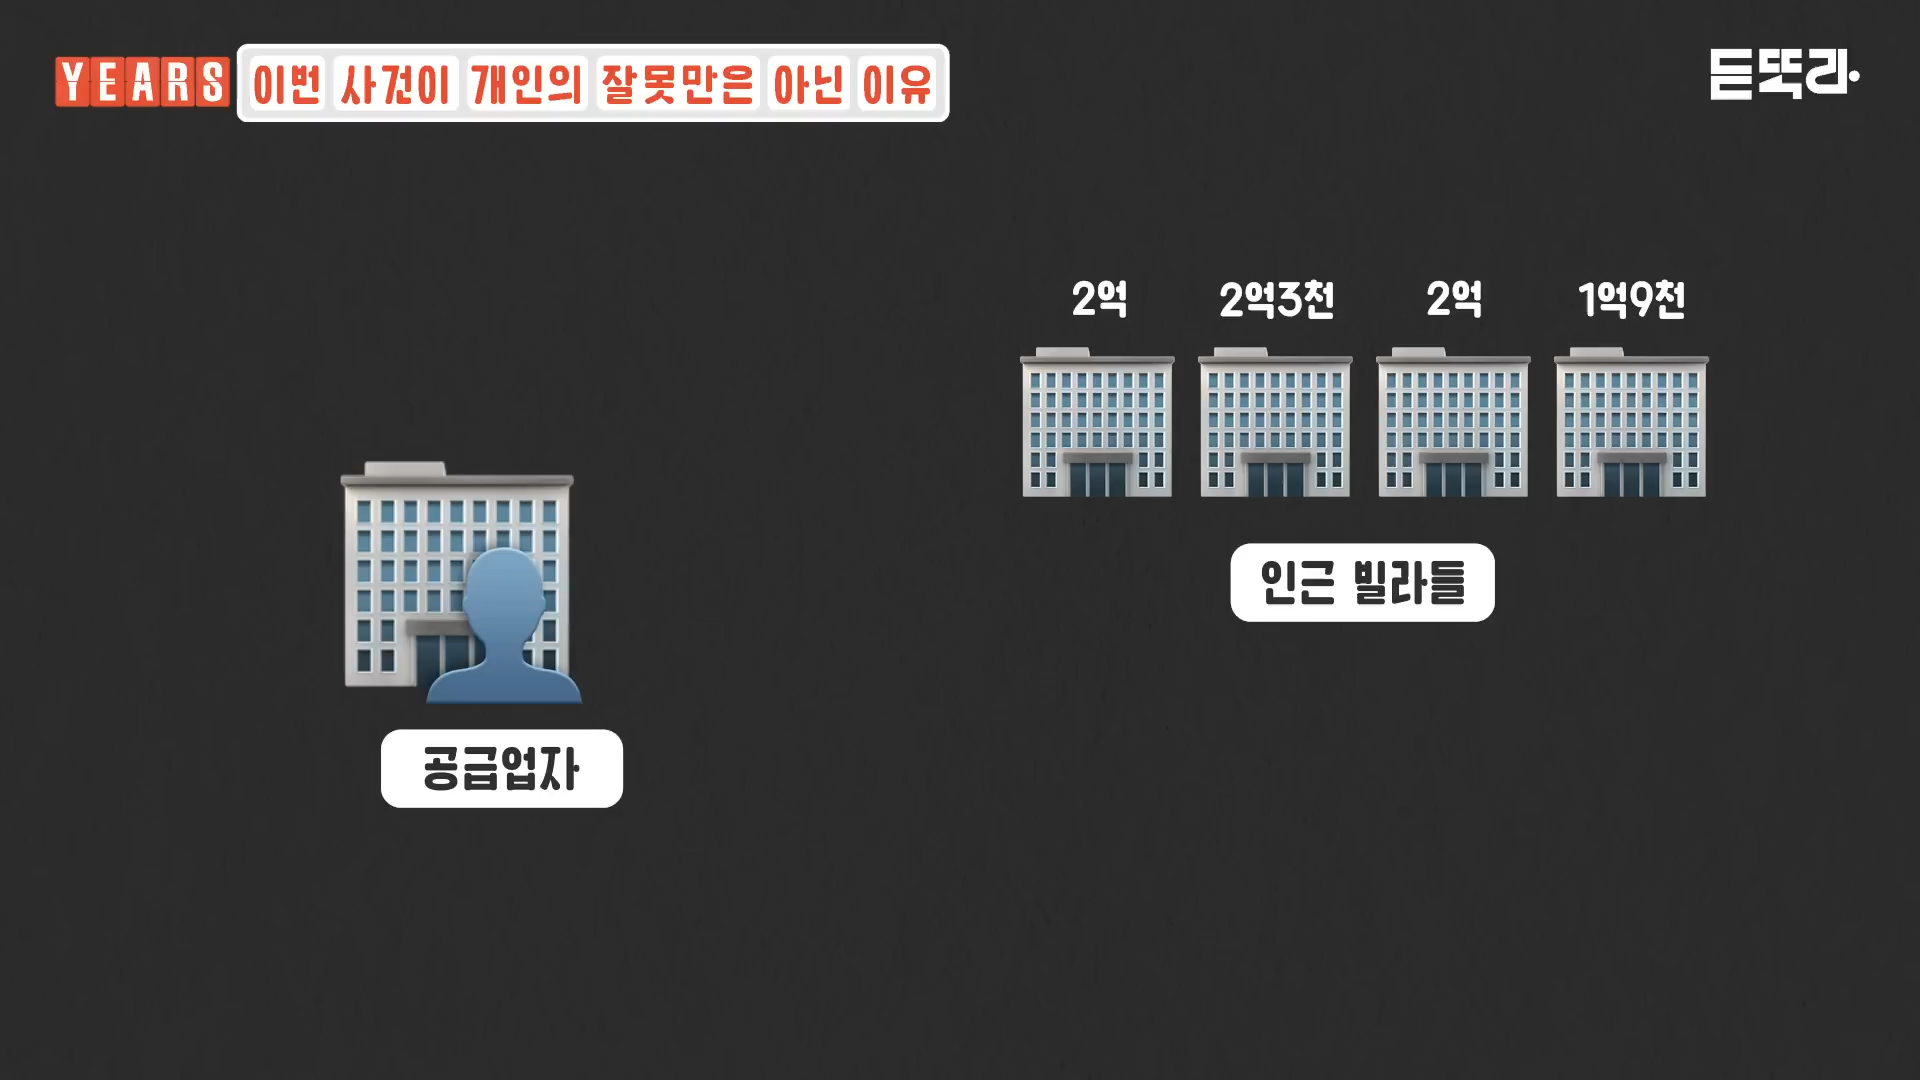 YEARS 이번 사건이 개인의 잘못만은 아닌 이유
듣똑라
2억 2억3천 2억 1억9천
인근 빌라들
공급업자